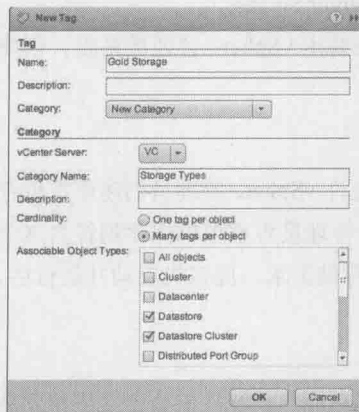 New Tag
Tag
Name: Gold Storage
Description:
Category: New Category
Category
vCenter Server: VC
Category Name: Storage Types
Description:
Cardinality: One tag per object
Many tags per object
Associable Object Types: All objects
Cluster
Datacenter
Datastore
Datastore Cluster
Distributed Port Group
OK Cancel